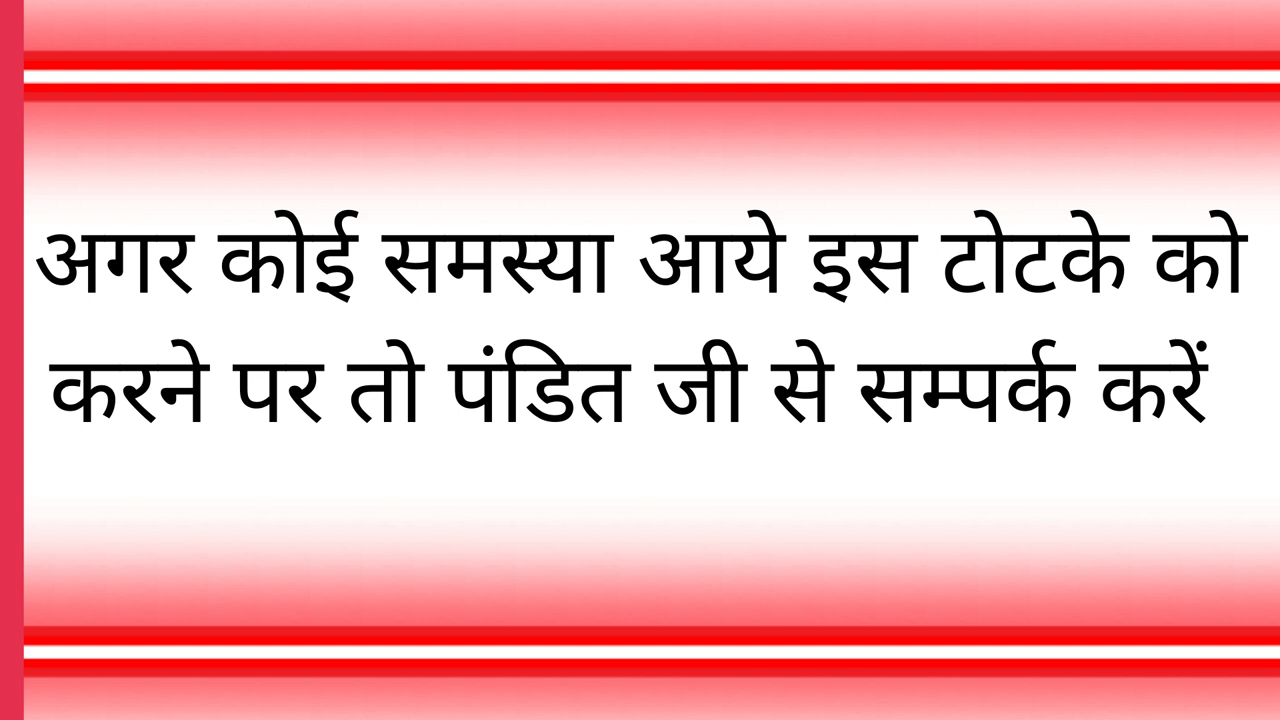 अगर कोई समस्या आये इस टोटके को
करने पर तो पंडित जी से सम्पर्क करें